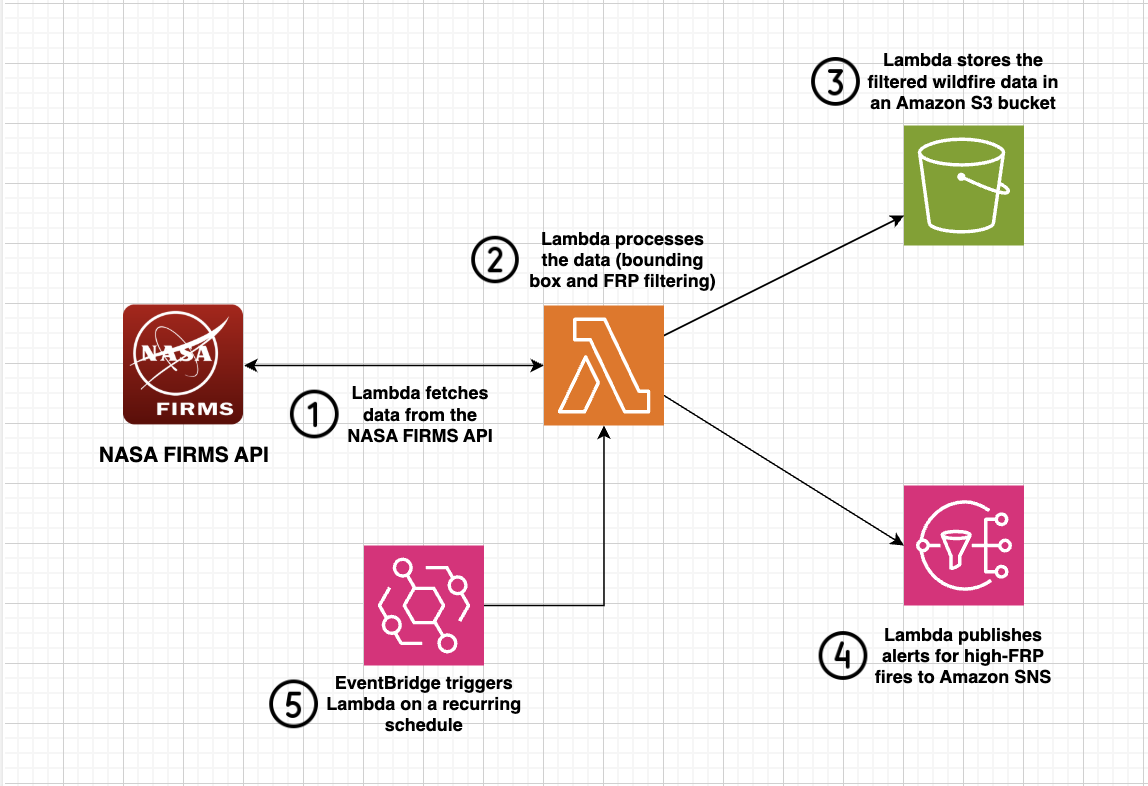 3
Lambda stores the
filtered wildfire data in
an Amazon S3 bucket
2
Lambda processes
the data (bounding
box and FRP filtering)
NASA
FIRMS
NASA FIRMS API
1
Lambda fetches
data from the
NASA FIRMS API
4
Lambda publishes
alerts for high-FRP
fires to Amazon SNS
5
EventBridge triggers
Lambda on a recurring
schedule